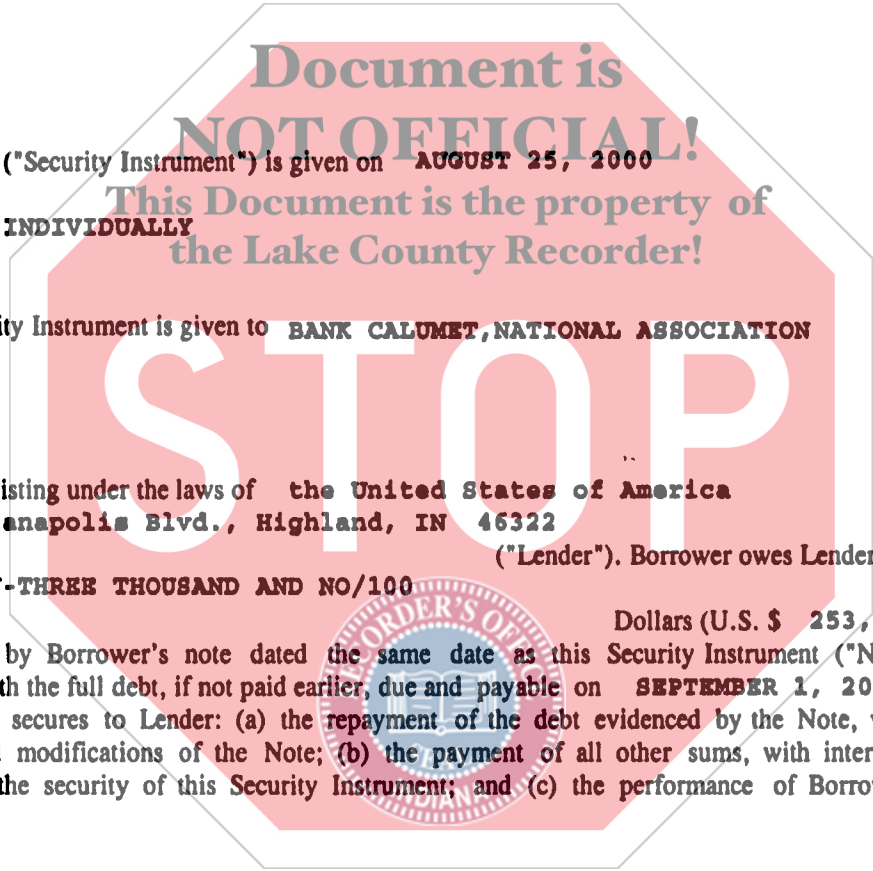 Document is
NOT OFFICIAL!
("Security Instrument") is given on AUGUST 25, 2000
This Document is the property of
INDIVIDUALLY
the Lake County Recorder!
ity Instrument is given to BANK CALUMET, NATIONAL ASSOCIATION
STOP
isting under the laws of the United States of America
anapolis Blvd., Highland, IN 46322
("Lender"). Borrower owes Lender
-THREE THOUSAND AND NO/100
Dollars (U.S. $ 253,
by Borrower's note dated the same date as this Security Instrument ("N
th the full debt, if not paid earlier, due and payable on SEPTEMBER 1, 20
secures to Lender: (a) the repayment of the debt evidenced by the Note,
modifications of the Note; (b) the payment of all other sums, with inter
the security of this Security Instrument; and (c) the performance of Borro
RECORDER'S OFFICE
INDIANA